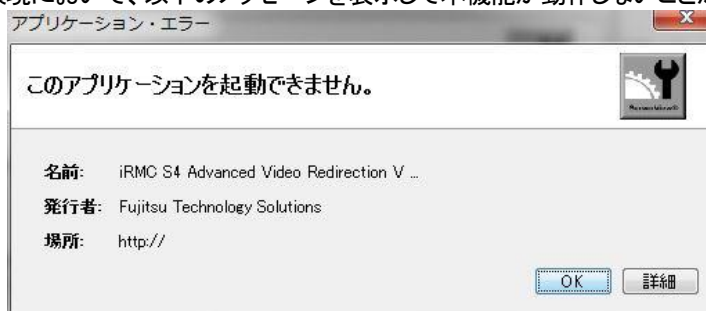 アプリケーション・エラー
このアプリケーションを起動できません。
名前: iRMC S4 Advanced Video Redirection V ...
発行者: Fujitsu Technology Solutions
場所: http://
OK 詳細